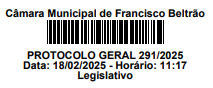 Câmara Municipal de Francisco Beltrão
PROTOCOLO GERAL 291/2025
Data: 18/02/2025 - Horário: 11:17
Legislativo